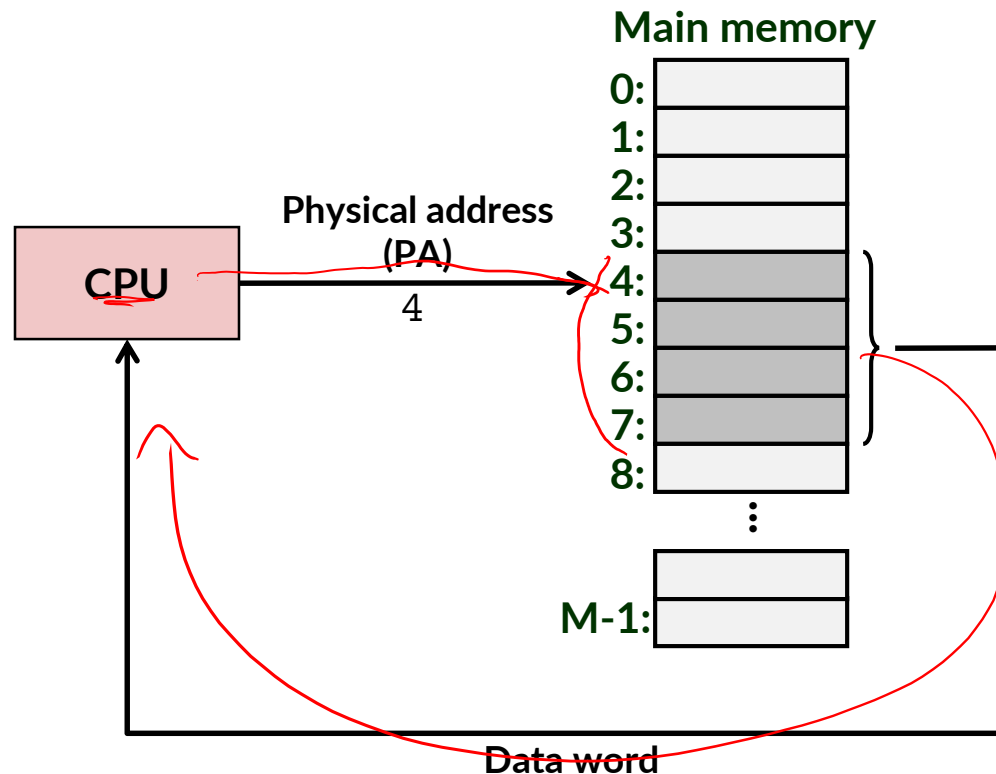 Main memory
0:
1:
2:
Physical address
(PA)
3:
CPU
4:
4
5:
6:
7:
8:
M-1:
Data word